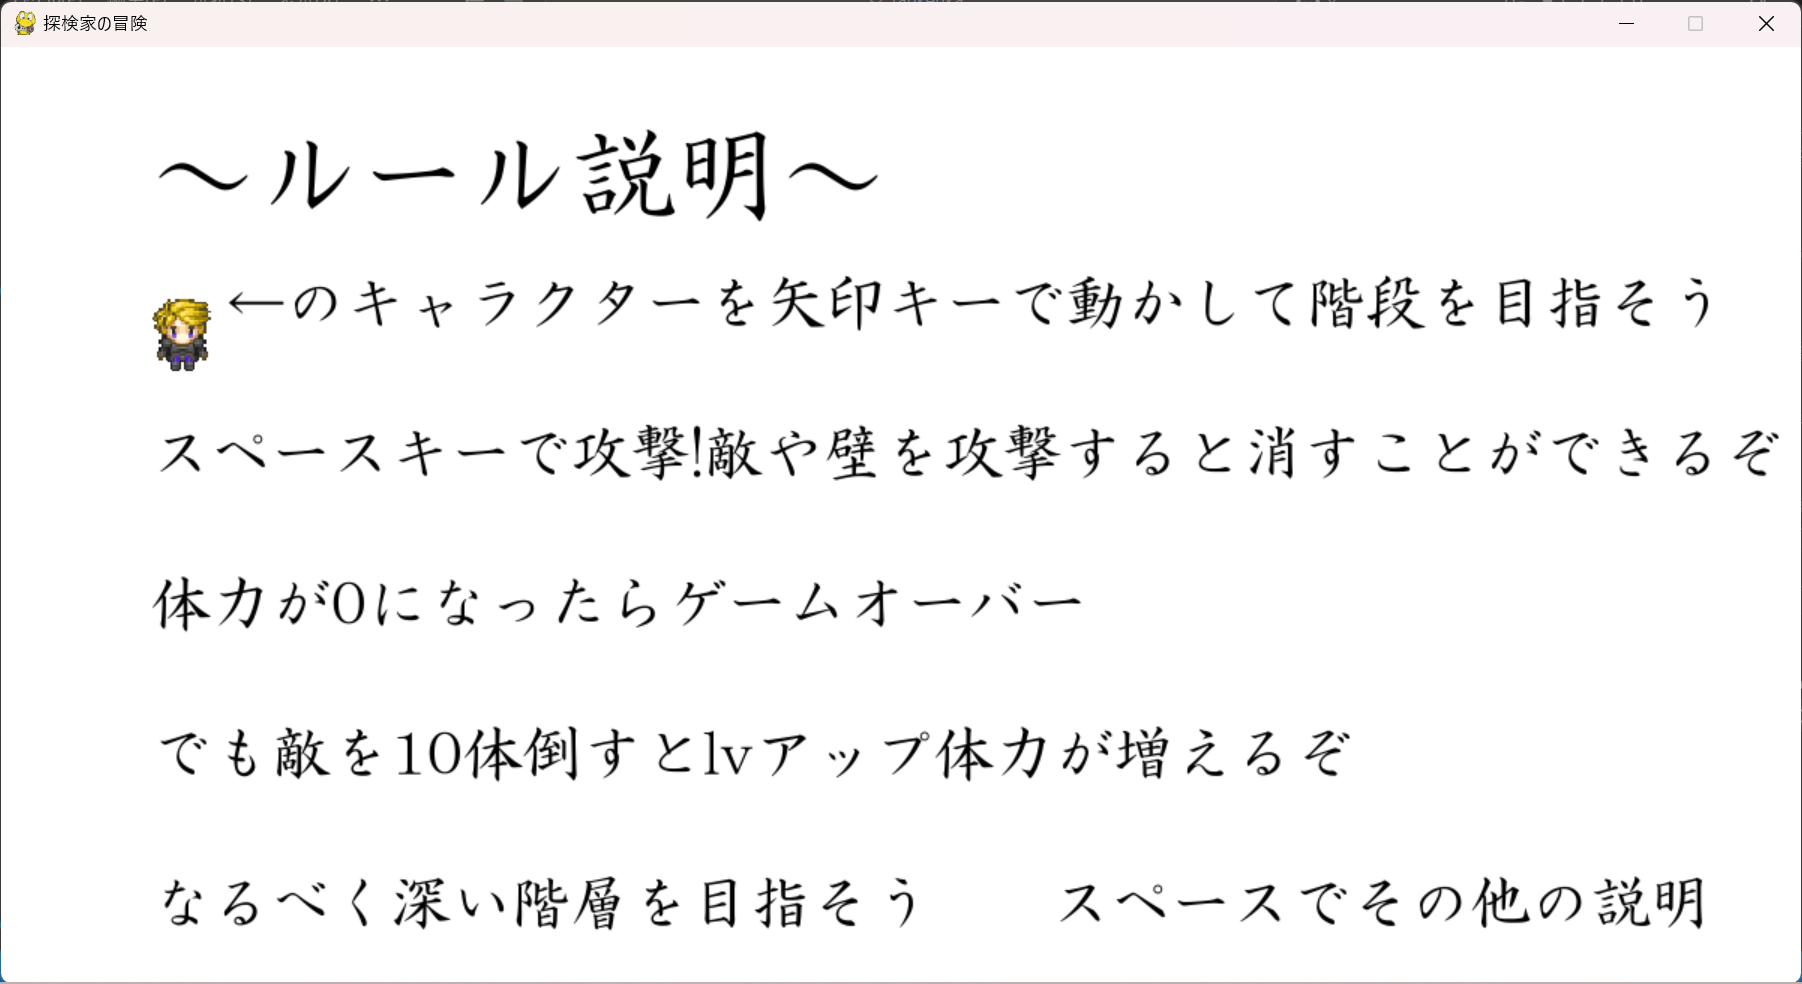 探検家の冒険
～ルール説明～
←のキャラクターを矢印キーで動かして階段を目指そう
スペースキーで攻撃!敵や壁を攻撃すると消すことができるぞ
体力が0になったらゲームオーバー
でも敵を10体倒すとlvアップ体力が増えるぞ
なるべく深い階層を目指そう　　スペースでその他の説明